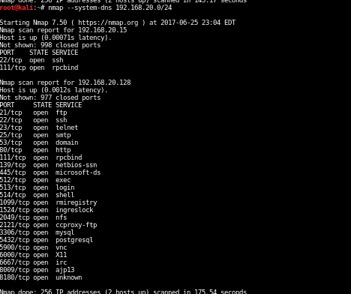 Nmap done: 256 IP addresses (2 hosts up) scanned in 145.17 seconds
root@kali:~# nmap --system-dns 192.168.20.0/24
Starting Nmap 7.50 ( https://nmap.org ) at 2017-06-25 23:04 EDT
Nmap scan report for 192.168.20.15
Host is up (0.00071s latency).
Not shown: 998 closed ports
PORT STATE SERVICE
22/tcp open ssh
111/tcp open rpcbind
Nmap scan report for 192.168.20.128
Host is up (0.0012s latency).
Not shown: 977 closed ports
PORT STATE SERVICE
21/tcp open ftp
22/tcp open ssh
23/tcp open telnet
25/tcp open smtp
53/tcp open domain
80/tcp open http
111/tcp open rpcbind
139/tcp open netbios-ssn
445/tcp open microsoft-ds
512/tcp open exec
513/tcp open login
514/tcp open shell
1099/tcp open rmiregistry
1524/tcp open ingreslock
2049/tcp open nfs
2121/tcp open ccproxy-ftp
3306/tcp open mysql
5432/tcp open postgresql
5900/tcp open vnc
6000/tcp open X11
6667/tcp open irc
8009/tcp open ajp13
8180/tcp open unknown
Nmap done: 256 IP addresses (2 hosts up) scanned in 175.54 seconds